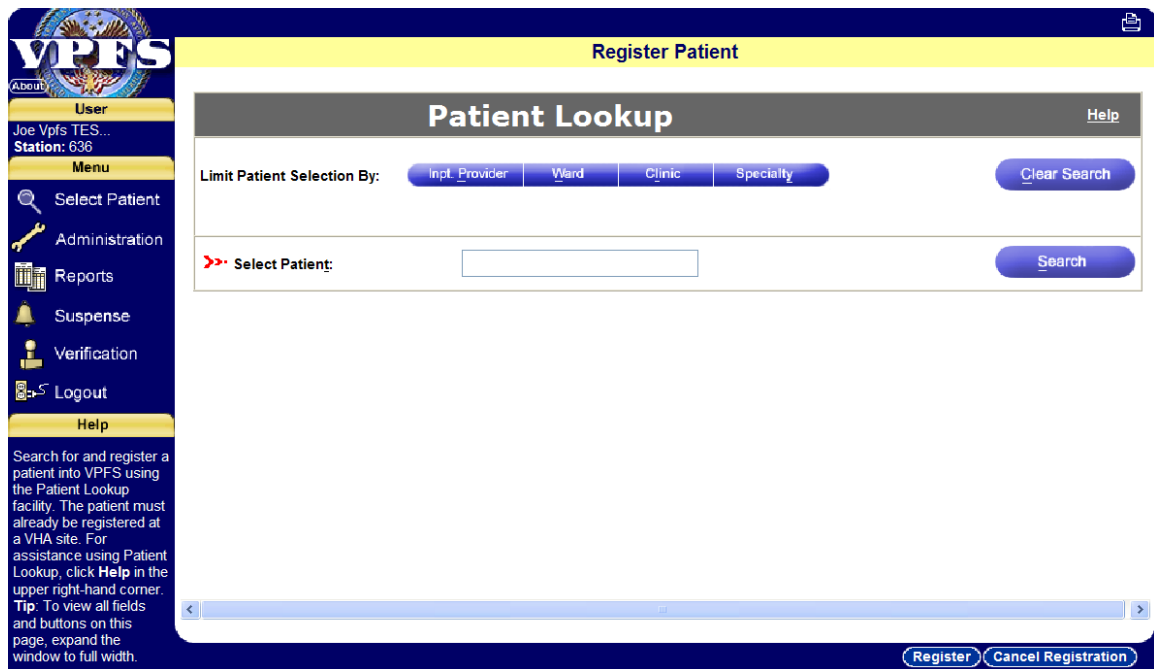 VPFS
About
User
Joe Vpfs TES...
Station: 636
Menu
Select Patient
Administration
Reports
Suspense
Verification
Logout
Help
Search for and register a
patient into VPFS using
the Patient Lookup
facility. The patient must
already be registered at
a VHA site. For
assistance using Patient
Lookup, click Help in the
upper right-hand corner.
Tip: To view all fields
and buttons on this
page, expand the
window to full width.
Register Patient
Patient Lookup
Help
Limit Patient Selection By:
Inpt. Provider
Ward
Clinic
Specialty
Clear Search
Select Patient:
Search
Register
Cancel Registration